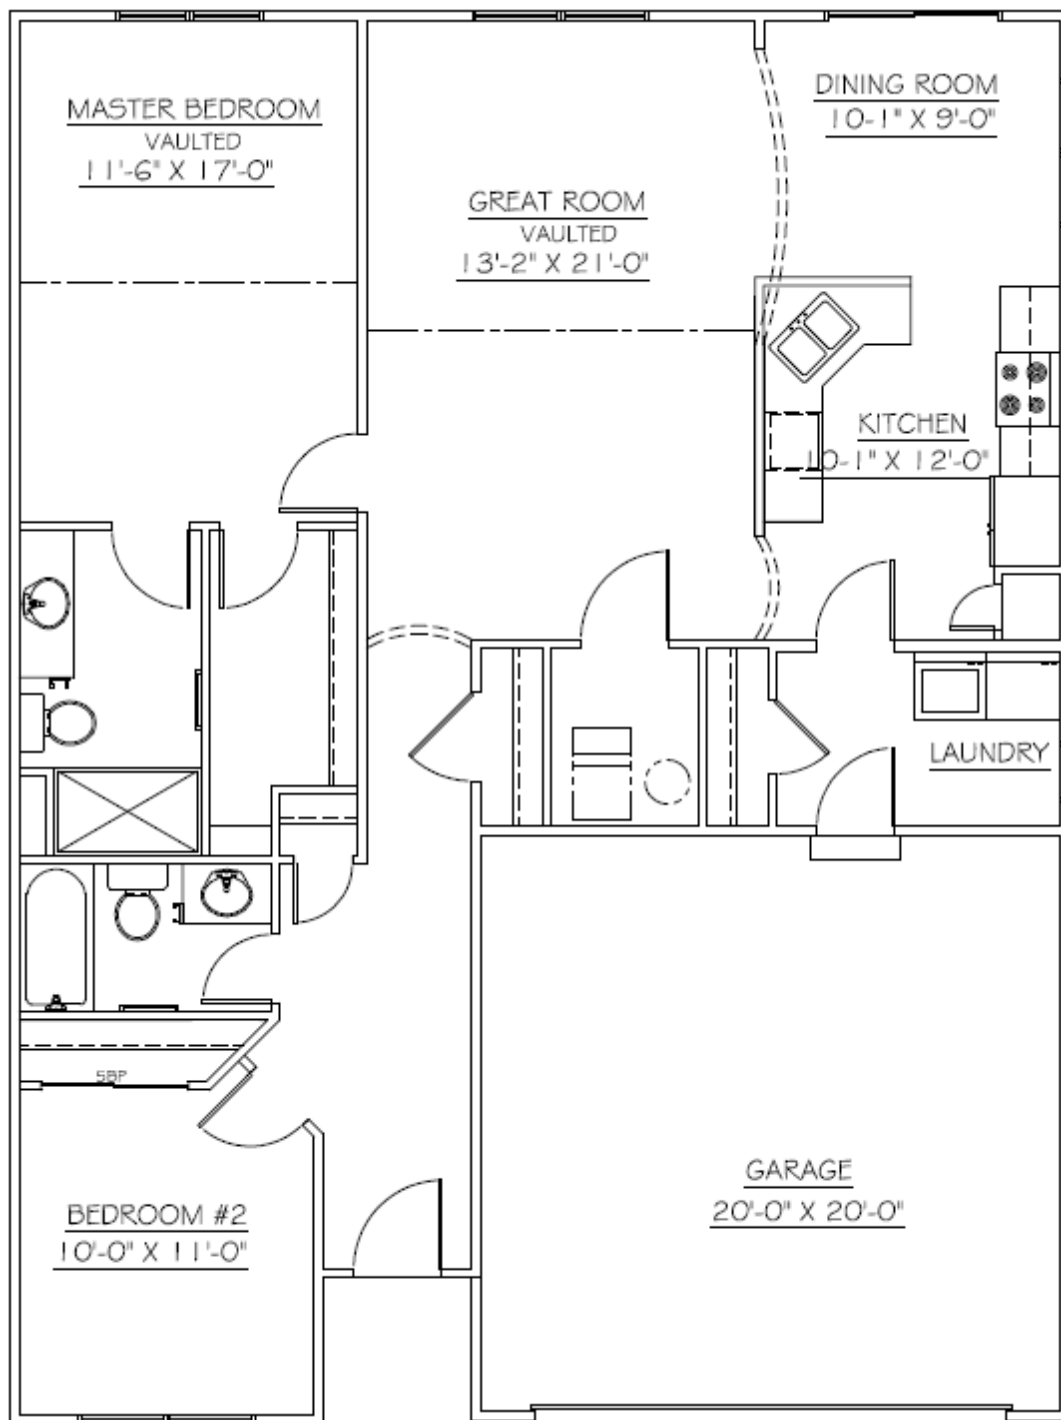 MASTER BEDROOM
VAULTED
11'-6" X 17'-0"
GREAT ROOM
VAULTED
13'-2" X 21'-0"
DINING ROOM
10-1" X 9'-0"
KITCHEN
10-1" X 12'-0"
LAUNDRY
5BP
BEDROOM #2
10'-0" X 11'-0"
GARAGE
20'-0" X 20'-0"